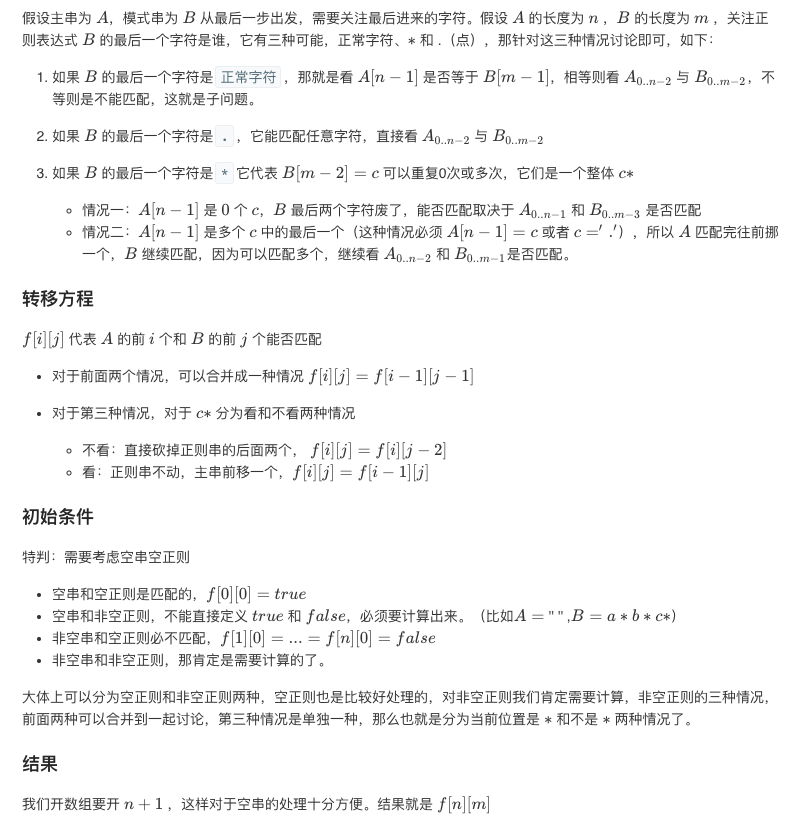 假设主串为 A，模式串为 B 从最后一步出发，需要关注最后进来的字符。假设 A 的长度为 n ，B 的长度为 m ，关注正
则表达式 B 的最后一个字符是谁，它有三种可能，正常字符、* 和 .（点），那针对这三种情况讨论即可，如下：
1. 如果 B 的最后一个字符是 正常字符 ，那就是看 A[n − 1] 是否等于 B[m − 1]，相等则看 A₀..ₙ₋₂ 与 B₀..ₘ₋₂，不
等则是不能匹配，这就是子问题。
2. 如果 B 的最后一个字符是 . ，它能匹配任意字符，直接看 A₀..ₙ₋₂ 与 B₀..ₘ₋₂
3. 如果 B 的最后一个字符是 * 它代表 B[m − 2] = c 可以重复0次或多次，它们是一个整体 c*
◦ 情况一：A[n − 1] 是 0 个 c，B 最后两个字符废了，能否匹配取决于 A₀..ₙ₋₁ 和 B₀..ₘ₋₃ 是否匹配
◦ 情况二：A[n − 1] 是多个 c 中的最后一个（这种情况必须 A[n − 1] = c 或者 c =′ .′），所以 A 匹配完往前挪
一个，B 继续匹配，因为可以匹配多个，继续看 A₀..ₙ₋₂ 和 B₀..ₘ₋₁是否匹配。
转移方程
f[i][j] 代表 A 的前 i 个和 B 的前 j 个能否匹配
• 对于前面两个情况，可以合并成一种情况 f[i][j] = f[i − 1][j − 1]
• 对于第三种情况，对于 c* 分为看和不看两种情况
◦ 不看：直接砍掉正则串的后面两个， f[i][j] = f[i][j − 2]
◦ 看：正则串不动，主串前移一个，f[i][j] = f[i − 1][j]
初始条件
特判：需要考虑空串空正则
• 空串和空正则是匹配的，f[0][0] = true
• 空串和非空正则，不能直接定义 true 和 false，必须要计算出来。（比如A = "" ,B = a * b * c*）
• 非空串和空正则必不匹配，f[1][0] = ... = f[n][0] = false
• 非空串和非空正则，那肯定是需要计算的了。
大体上可以分为空正则和非空正则两种，空正则也是比较好处理的，对非空正则我们肯定需要计算，非空正则的三种情况，
前面两种可以合并到一起讨论，第三种情况是单独一种，那么也就是分为当前位置是 * 和不是 * 两种情况了。
结果
我们开数组要开 n + 1 ，这样对于空串的处理十分方便。结果就是 f[n][m]